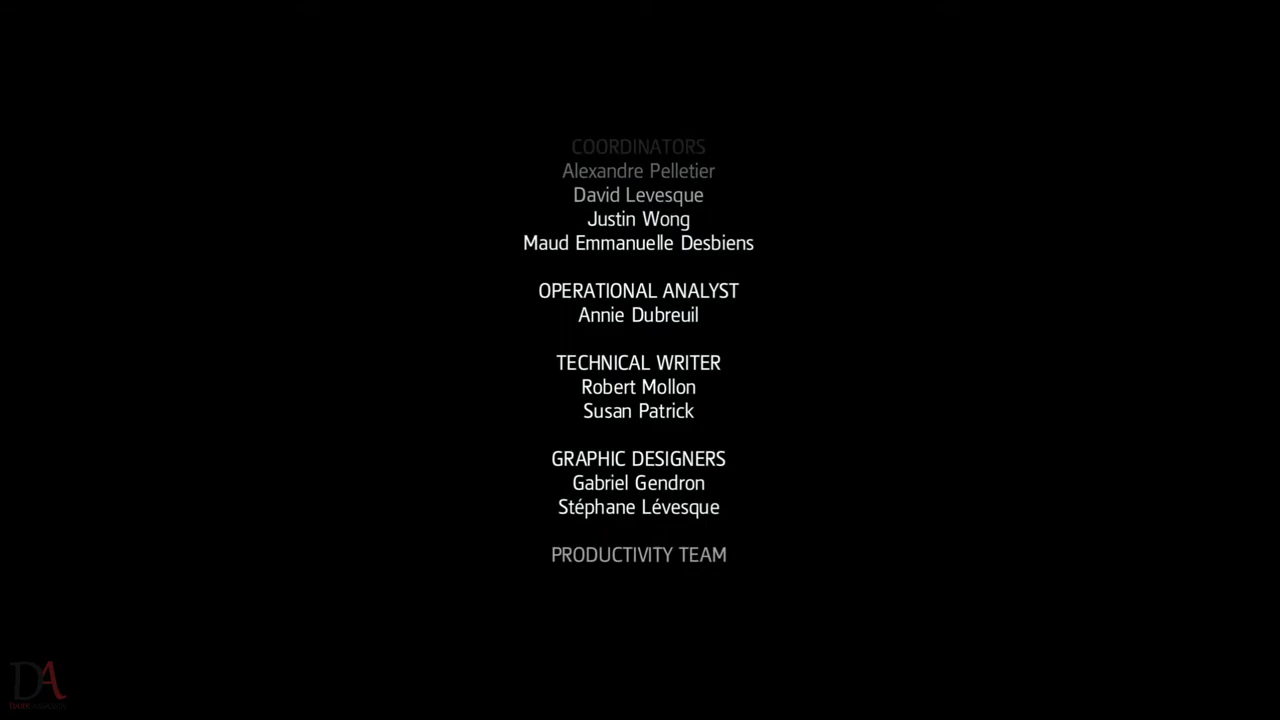 COORDINATORS
Alexandre Pelletier
David Levesque
Justin Wong
Maud Emmanuelle Desbiens
OPERATIONAL ANALYST
Annie Dubreuil
TECHNICAL WRITER
Robert Mollon
Susan Patrick
GRAPHIC DESIGNERS
Gabriel Gendron
Stéphane Lévesque
PRODUCTIVITY TEAM
DA